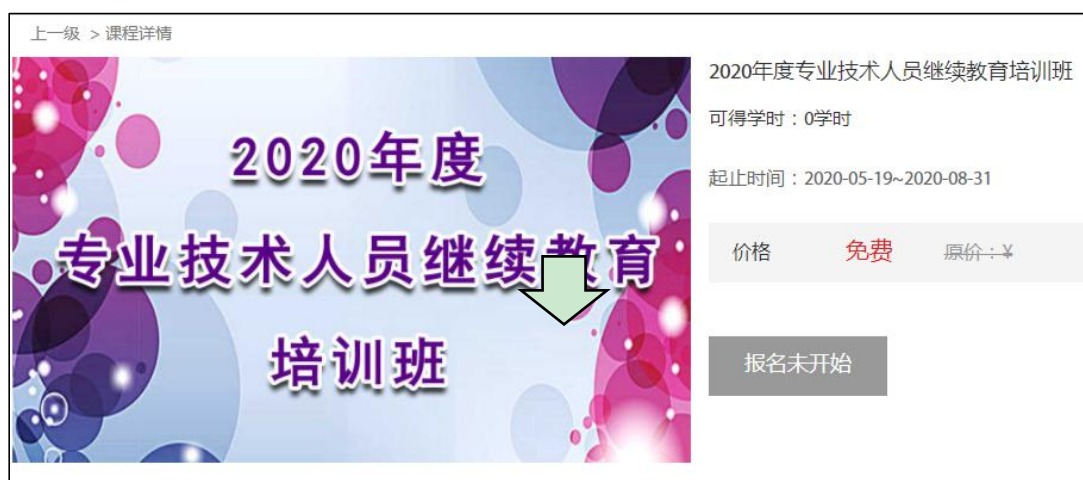 上一级 > 课程详情
2020年度
专业技术人员继续教育
培训班
2020年度专业技术人员继续教育培训班
可得学时：0学时
起止时间：2020-05-19~2020-08-31
价格 免费 原价：¥
报名未开始